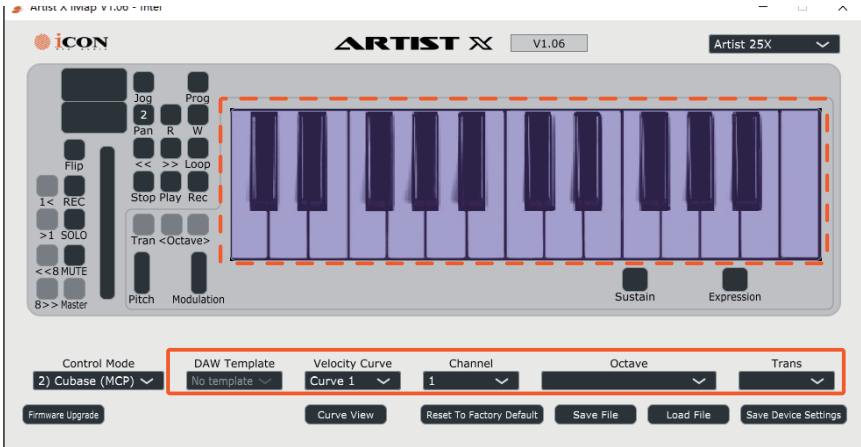 Artist X iMap V1.06 - Intel
iCON
ARTIST X
V1.06
Artist 25X
Jog
Prog
2
Pan
R
W
Flip
<<
>>
Loop
1<
REC
Stop
Play
Rec
>1
SOLO
Tran
<Octave>
<<8
MUTE
8>>
Master
Pitch
Modulation
Sustain
Expression
Control Mode
DAW Template
Velocity Curve
Channel
Octave
Trans
2) Cubase (MCP)
No template
Curve 1
1
Firmware Upgrade
Curve View
Reset To Factory Default
Save File
Load File
Save Device Settings